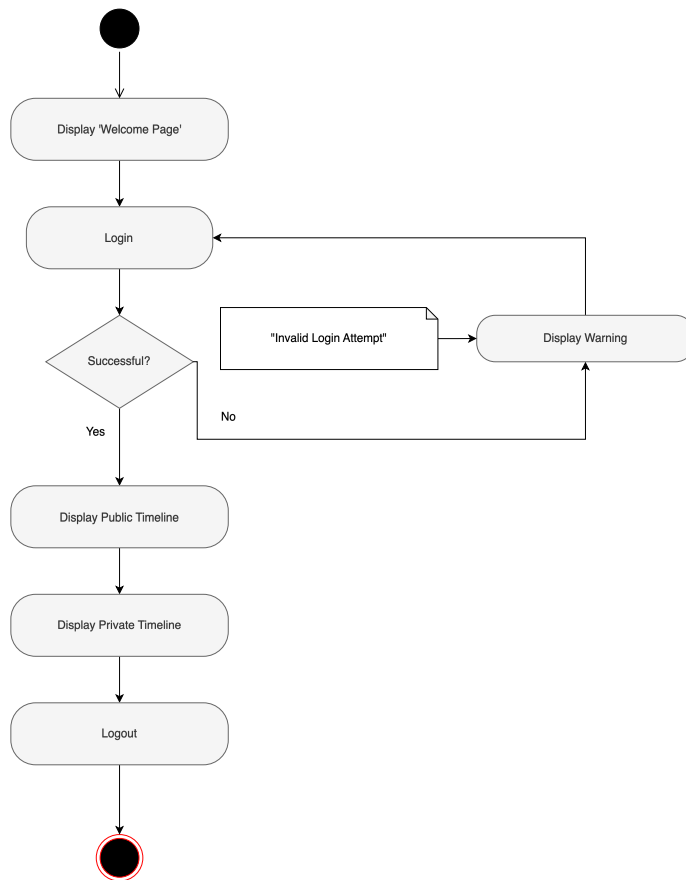 Display 'Welcome Page'
Login
"Invalid Login Attempt"
Display Warning
Successful?
No
Yes
Display Public Timeline
Display Private Timeline
Logout